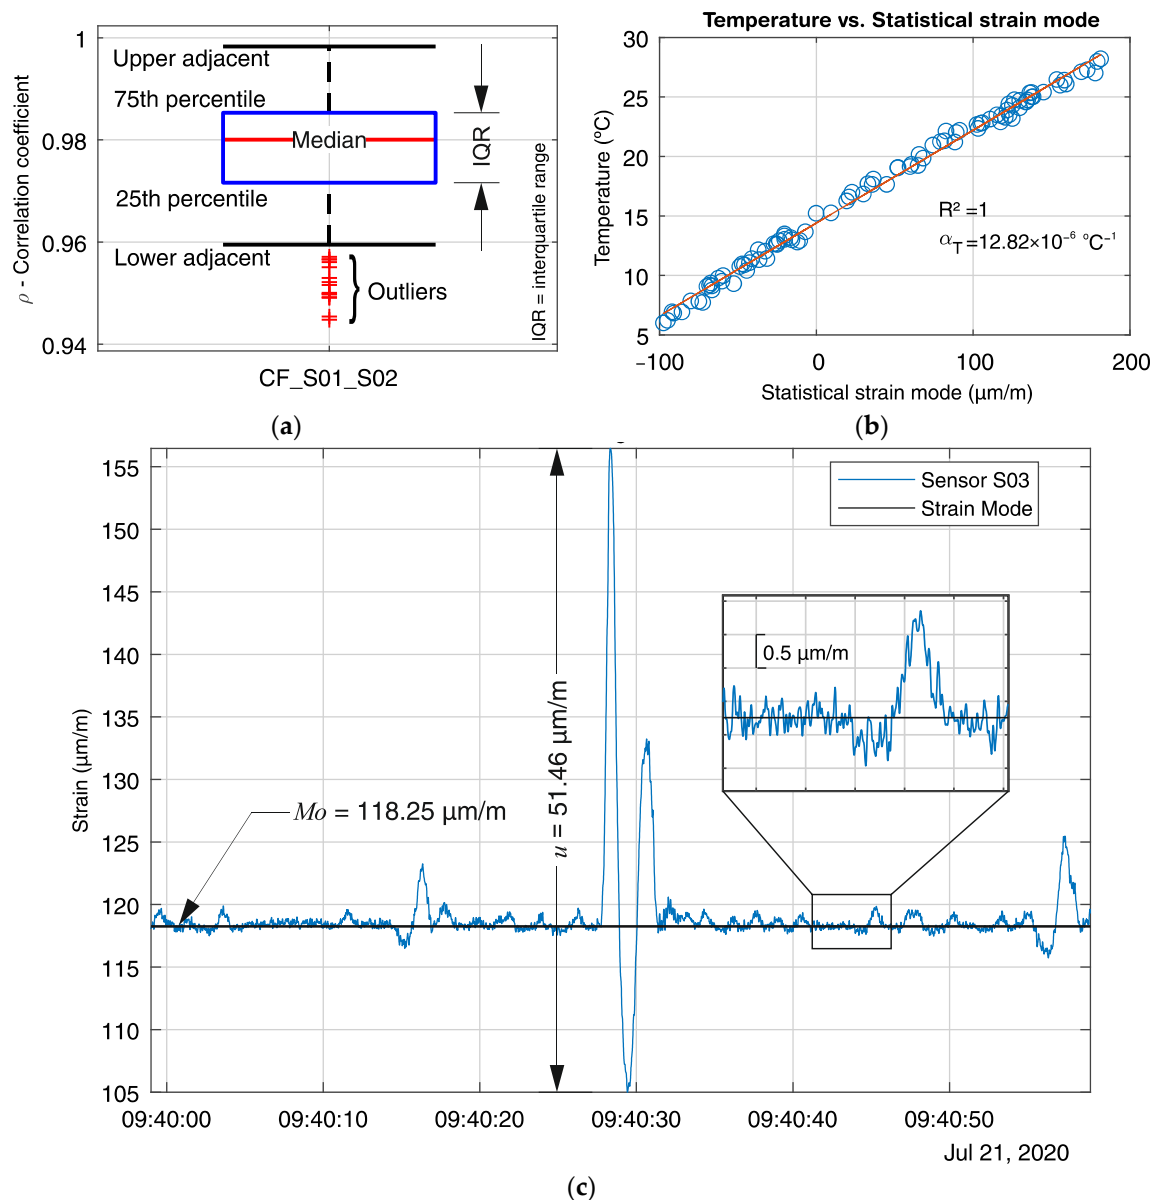 1
0.98
0.96
0.94
ρ - Correlation coefficient
Upper adjacent
75th percentile
Median
25th percentile
Lower adjacent
Outliers
IQR
IQR = interquartile range
CF_S01_S02
(a)
Temperature vs. Statistical strain mode
30
25
20
15
10
5
Temperature (ºC)
R² =1
α_T=12.82×10⁻⁶ ºC⁻¹
−100
0
100
200
Statistical strain mode (µm/m)
(b)
155
150
145
140
135
130
125
120
115
110
105
Strain (µm/m)
Sensor S03
Strain Mode
0.5 µm/m
u = 51.46 µm/m
Mo = 118.25 µm/m
09:40:00
09:40:10
09:40:20
09:40:30
09:40:40
09:40:50
Jul 21, 2020
(c)